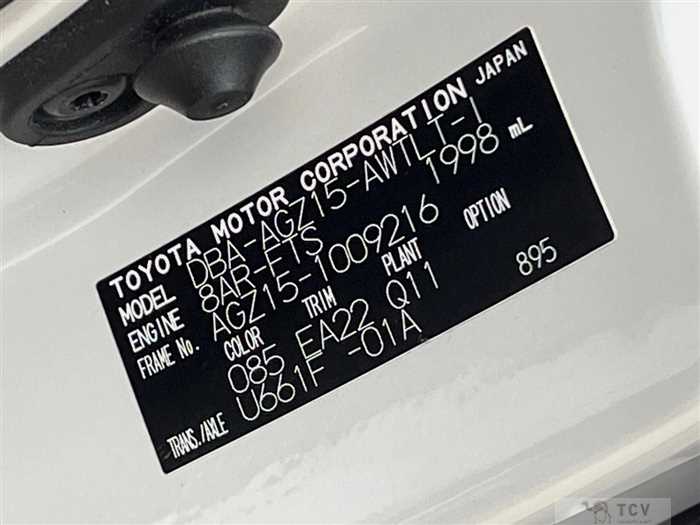 TOYOTA MOTOR CORPORATION JAPAN
MODEL DBA-AGZ15-AWTLT-I
ENGINE 8AR-FTS 1998 mL
FRAME No. AGZ15-1009216
COLOR TRIM PLANT OPTION
085 EA22 Q11 895
TRANS./AXLE U661F -01A
TCV